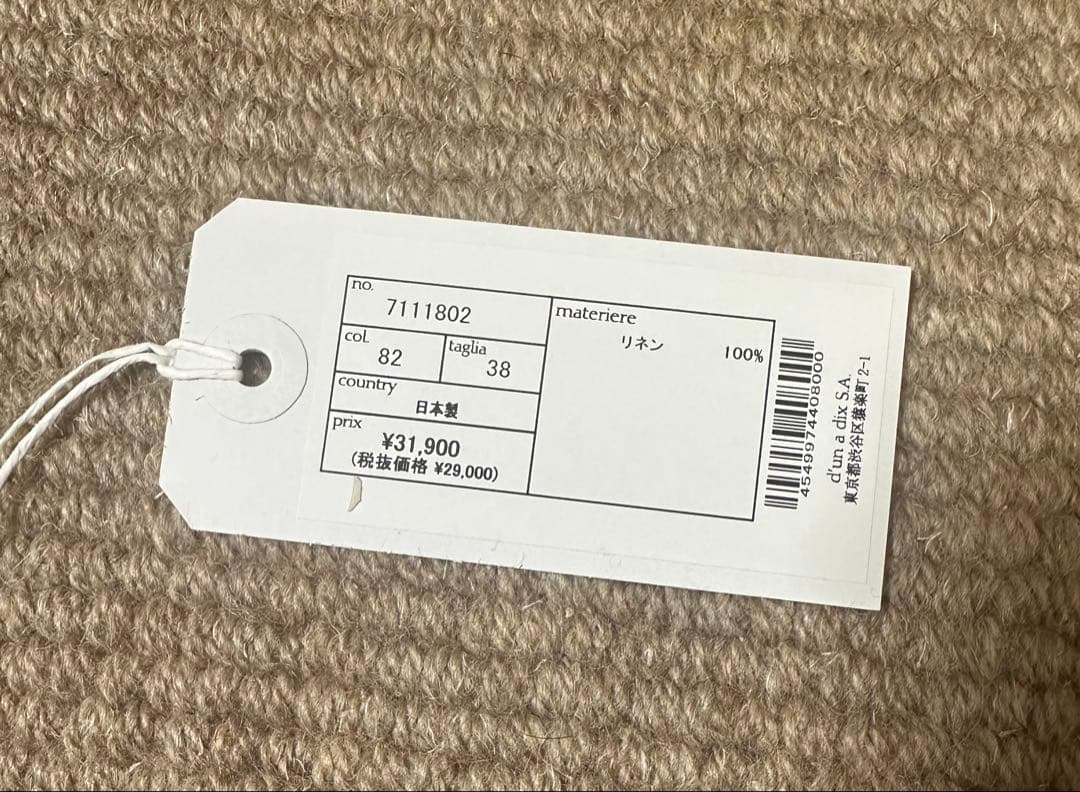 no.
7111802
col.
82
taglia
38
country
日本製
prix
¥31,900
(税抜価格 ¥29,000)
materiere
リネン 100%
4549974408000
d'un a dix S.A.
東京都渋谷区猿楽町 2-1